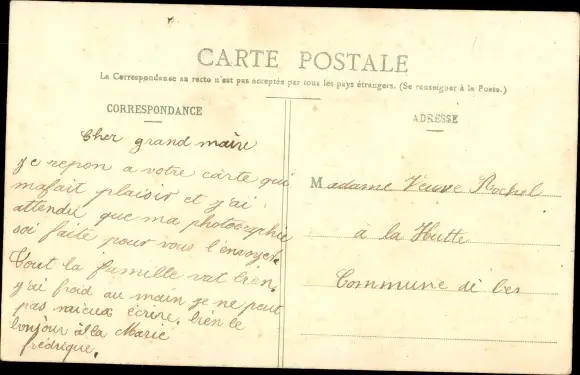 CARTE POSTALE
La Correspondance au recto n'est pas acceptée par tous les pays étrangers. (Se renseigner à la Poste.)
CORRESPONDANCE
Cher grand maire
je repon a votre carte qui
mafait plaisir et j'ai
attendu que ma photographie
soi faite pour vous l'envoyer.
Tout la famille vat bien.
j'ai froid au main je ne peut
pas mieux écrire. bien le
bonjour à la Marie
fredrique.
ADRESSE
Madame Veuve
à la Hutte
Commune de